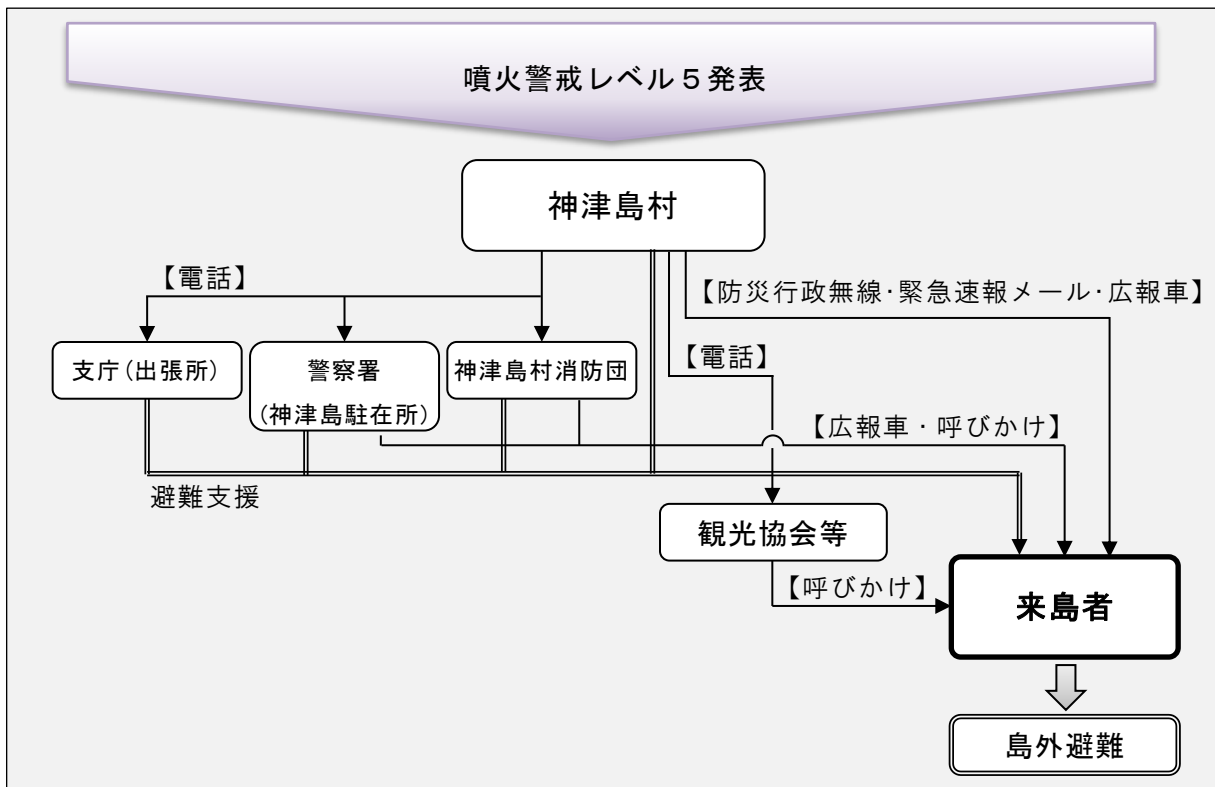 噴火警戒レベル５発表
神津島村
【電話】
【防災行政無線･緊急速報メール･広報車】
支庁(出張所)
警察署
(神津島駐在所)
神津島村消防団
【電話】
【広報車・呼びかけ】
避難支援
観光協会等
【呼びかけ】
来島者
島外避難